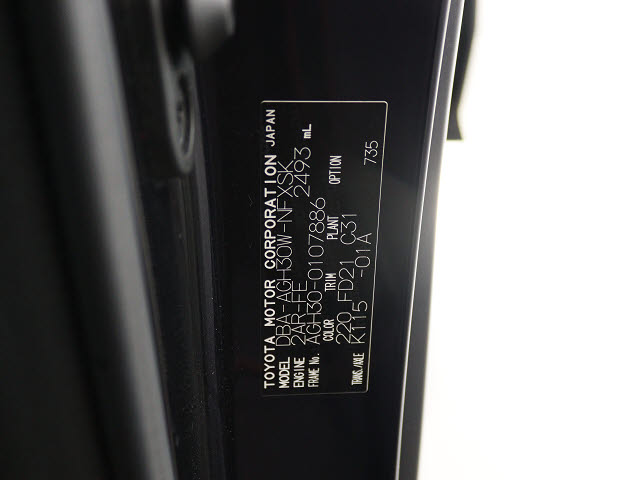 TOYOTA MOTOR CORPORATION JAPAN
MODEL DBA-AGH30W-NFXSK
ENGINE 2AR-FE 2493 mL
FRAME No. AGH30-0107886
COLOR TRIM PLANT OPTION
220 FD21 C31
TRANS./AXLE K115 -01A 735